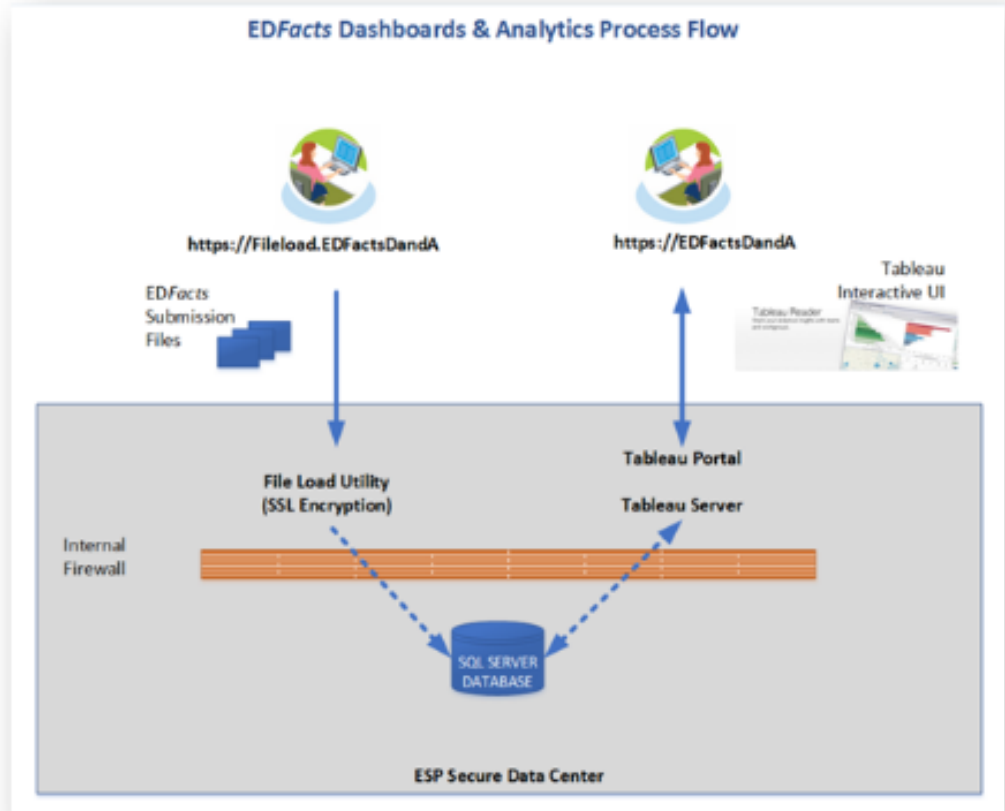 EDFacts Dashboards & Analytics Process Flow
https://Fileload.EDFactsDandA
https://EDFactsDandA
EDFacts
Submission
Files
Tableau
Interactive UI
Tableau Reader
File Load Utility
(SSL Encryption)
Tableau Portal
Tableau Server
Internal
Firewall
SQL SERVER
DATABASE
ESP Secure Data Center